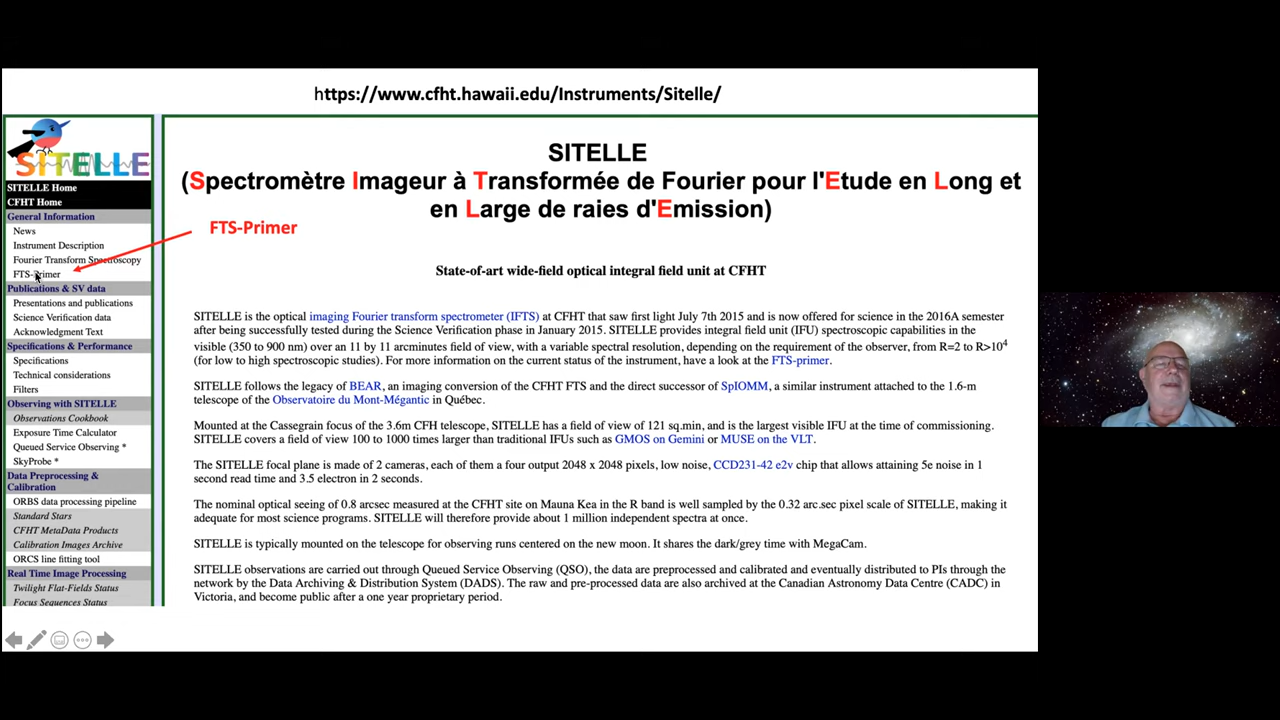 https://www.cfht.hawaii.edu/Instruments/Sitelle/
SITELLE
SITELLE Home
CFHT Home
General Information
News
Instrument Description
Fourier Transform Spectroscopy
FTS-Primer
Publications & SV data
Presentations and publications
Science Verification data
Acknowledgment Text
Specifications & Performance
Specifications
Technical considerations
Filters
Observing with SITELLE
Observations Cookbook
Exposure Time Calculator
Queued Service Observing *
SkyProbe *
Data Preprocessing &
Calibration
ORBS data processing pipeline
Standard Stars
CFHT MetaData Products
Calibration Images Archive
ORCS line fitting tool
Real Time Image Processing
Twilight Flat-Fields Status
Focus Sequences Status
SITELLE
(Spectromètre Imageur à Transformée de Fourier pour l'Etude en Long et
en Large de raies d'Emission)
FTS-Primer
State-of-art wide-field optical integral field unit at CFHT
SITELLE is the optical imaging Fourier transform spectrometer (IFTS) at CFHT that saw first light July 7th 2015 and is now offered for science in the 2016A semester
after being successfully tested during the Science Verification phase in January 2015. SITELLE provides integral field unit (IFU) spectroscopic capabilities in the
visible (350 to 900 nm) over an 11 by 11 arcminutes field of view, with a variable spectral resolution, depending on the requirement of the observer, from R=2 to R>10⁴
(for low to high spectroscopic studies). For more information on the current status of the instrument, have a look at the FTS-primer.
SITELLE follows the legacy of BEAR, an imaging conversion of the CFHT FTS and the direct successor of SpIOMM, a similar instrument attached to the 1.6-m
telescope of the Observatoire du Mont-Mégantic in Québec.
Mounted at the Cassegrain focus of the 3.6m CFH telescope, SITELLE has a field of view of 121 sq.min, and is the largest visible IFU at the time of commissioning.
SITELLE covers a field of view 100 to 1000 times larger than traditional IFUs such as GMOS on Gemini or MUSE on the VLT.
The SITELLE focal plane is made of 2 cameras, each of them a four output 2048 x 2048 pixels, low noise, CCD231-42 e2v chip that allows attaining 5e noise in 1
second read time and 3.5 electron in 2 seconds.
The nominal optical seeing of 0.8 arcsec measured at the CFHT site on Mauna Kea in the R band is well sampled by the 0.32 arc.sec pixel scale of SITELLE, making it
adequate for most science programs. SITELLE will therefore provide about 1 million independent spectra at once.
SITELLE is typically mounted on the telescope for observing runs centered on the new moon. It shares the dark/grey time with MegaCam.
SITELLE observations are carried out through Queued Service Observing (QSO), the data are preprocessed and calibrated and eventually distributed to PIs through the
network by the Data Archiving & Distribution System (DADS). The raw and pre-processed data are also archived at the Canadian Astronomy Data Centre (CADC) in
Victoria, and become public after a one year proprietary period.